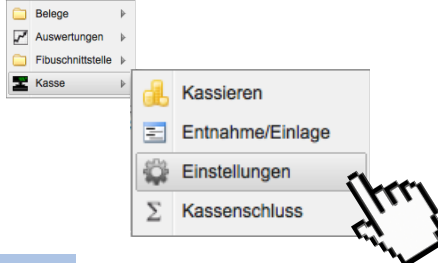 Belege
Auswertungen
Fibuschnittstelle
Kasse
Kassieren
Entnahme/Einlage
Einstellungen
Kassenschluss